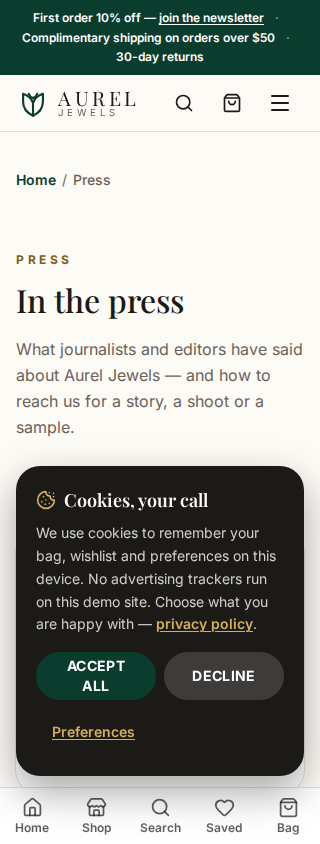 First order 10% off — join the newsletter ·
Complimentary shipping on orders over $50 ·
30-day returns
AUREL
JEWELS
Home / Press
PRESS
In the press
What journalists and editors have said
about Aurel Jewels — and how to
reach us for a story, a shoot or a
sample.
Cookies, your call
We use cookies to remember your
bag, wishlist and preferences on this
device. No advertising trackers run
on this demo site. Choose what you
are happy with — privacy policy.
ACCEPT
ALL
DECLINE
Preferences
Home Shop Search Saved Bag